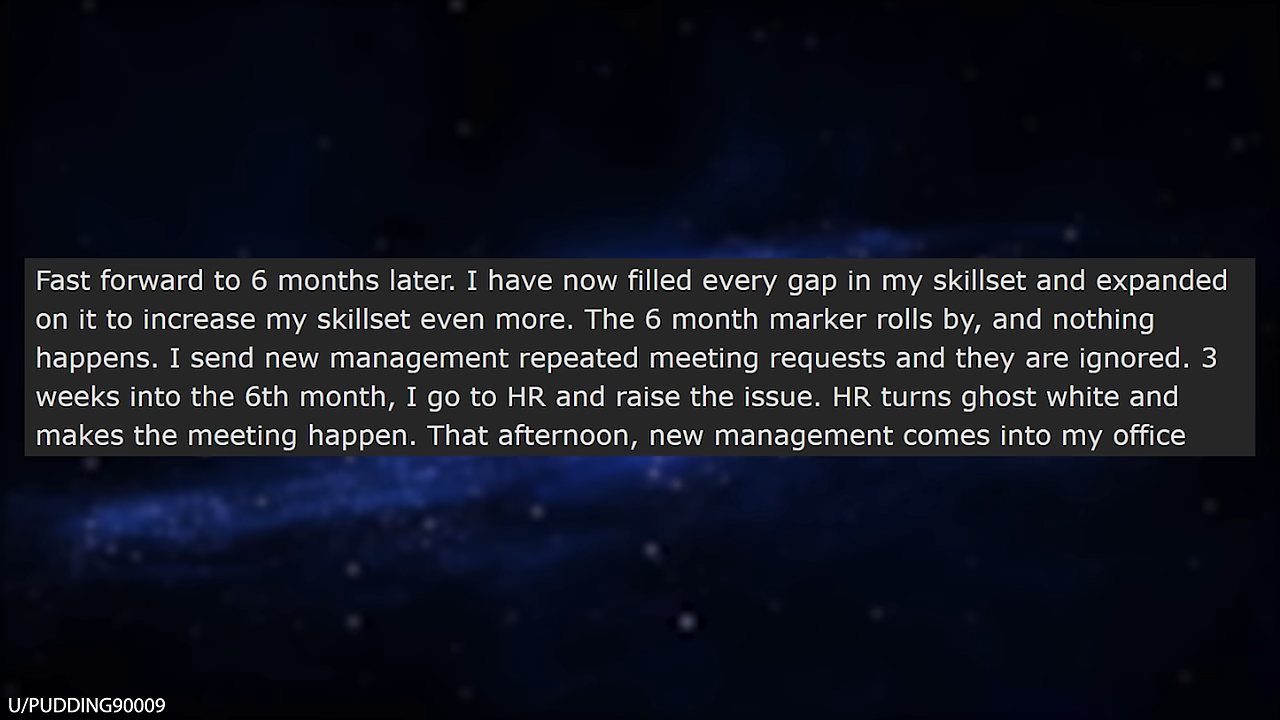 Fast forward to 6 months later. I have now filled every gap in my skillset and expanded
on it to increase my skillset even more. The 6 month marker rolls by, and nothing
happens. I send new management repeated meeting requests and they are ignored. 3
weeks into the 6th month, I go to HR and raise the issue. HR turns ghost white and
makes the meeting happen. That afternoon, new management comes into my office
U/PUDDING90009